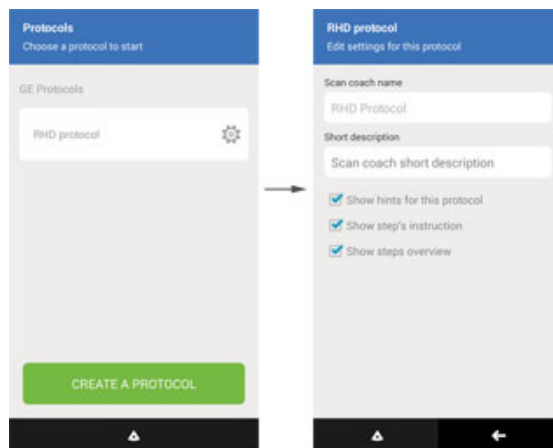 Protocols
Choose a protocol to start
GE Protocols
RHD protocol
CREATE A PROTOCOL
RHD protocol
Edit settings for this protocol
Scan coach name
RHD Protocol
Short description
Scan coach short description
Show hints for this protocol
Show step's instruction
Show steps overview